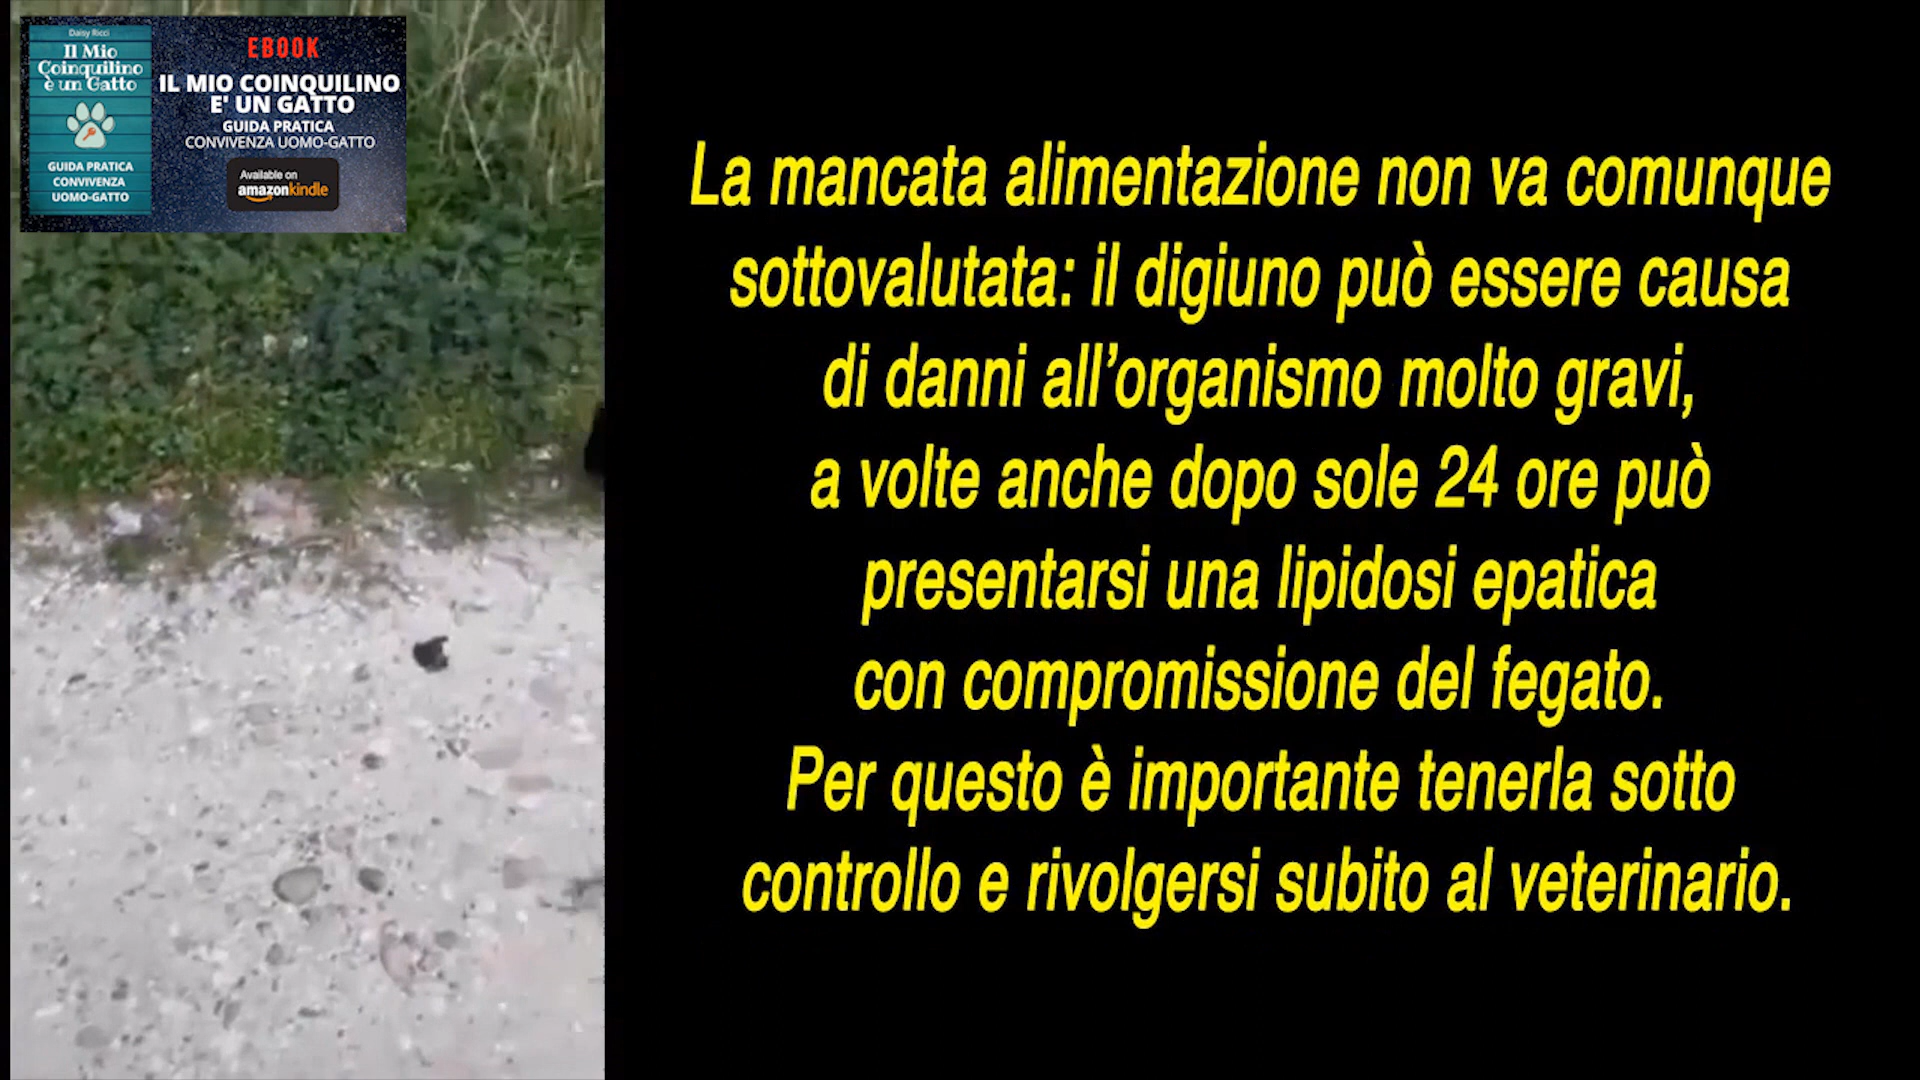 Daisy Ricci
Il Mio
Coinquilino
è un Gatto
GUIDA PRATICA
CONVIVENZA
UOMO-GATTO
EBOOK
IL MIO COINQUILINO
E' UN GATTO
GUIDA PRATICA
CONVIVENZA UOMO-GATTO
Available on
amazonkindle
La mancata alimentazione non va comunque
sottovalutata: il digiuno può essere causa
di danni all’organismo molto gravi,
a volte anche dopo sole 24 ore può
presentarsi una lipidosi epatica
con compromissione del fegato.
Per questo è importante tenerla sotto
controllo e rivolgersi subito al veterinario.